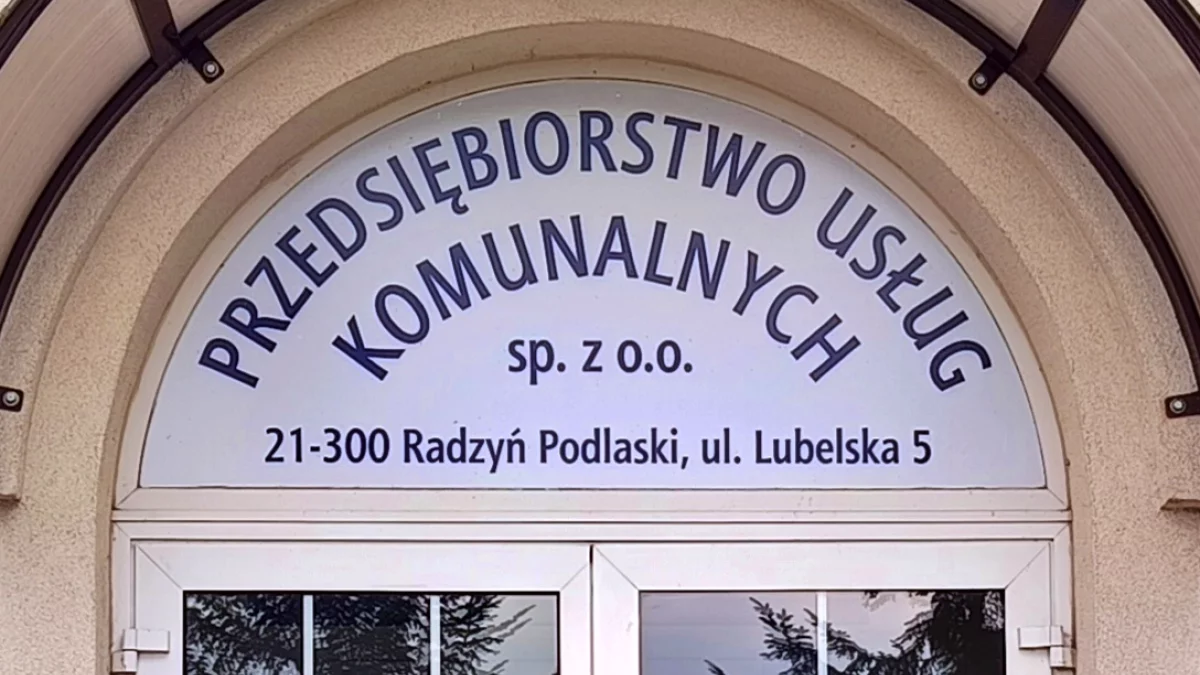 PRZEDSIĘBIORSTWO USŁUG
KOMUNALNYCH
sp. z o.o.
21-300 Radzyń Podlaski, ul. Lubelska 5